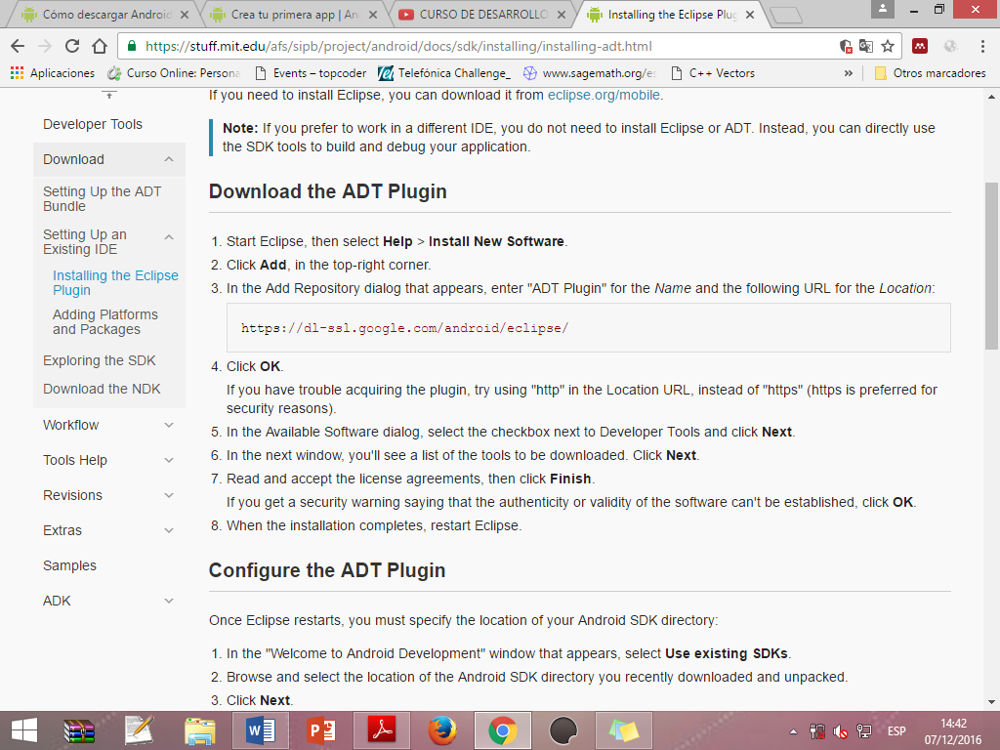 Cómo descargar Android
Crea tu primera app | An
CURSO DE DESARROLLO
Installing the Eclipse Plug
https://stuff.mit.edu/afs/sipb/project/android/docs/sdk/installing/installing-adt.html
Aplicaciones
Curso Online: Persona
Events – topcoder
Telefónica Challenge_
www.sagemath.org/es
C++ Vectors
»
Otros marcadores
If you need to install Eclipse, you can download it from eclipse.org/mobile.
Developer Tools
Download
Setting Up the ADT
Bundle
Setting Up an
Existing IDE
Installing the Eclipse
Plugin
Adding Platforms
and Packages
Exploring the SDK
Download the NDK
Workflow
Tools Help
Revisions
Extras
Samples
ADK
Note: If you prefer to work in a different IDE, you do not need to install Eclipse or ADT. Instead, you can directly use
the SDK tools to build and debug your application.
Download the ADT Plugin
1. Start Eclipse, then select Help > Install New Software.
2. Click Add, in the top-right corner.
3. In the Add Repository dialog that appears, enter "ADT Plugin" for the Name and the following URL for the Location:
https://dl-ssl.google.com/android/eclipse/
4. Click OK.
If you have trouble acquiring the plugin, try using "http" in the Location URL, instead of "https" (https is preferred for
security reasons).
5. In the Available Software dialog, select the checkbox next to Developer Tools and click Next.
6. In the next window, you'll see a list of the tools to be downloaded. Click Next.
7. Read and accept the license agreements, then click Finish.
If you get a security warning saying that the authenticity or validity of the software can't be established, click OK.
8. When the installation completes, restart Eclipse.
Configure the ADT Plugin
Once Eclipse restarts, you must specify the location of your Android SDK directory:
1. In the "Welcome to Android Development" window that appears, select Use existing SDKs.
2. Browse and select the location of the Android SDK directory you recently downloaded and unpacked.
3. Click Next.
ESP
14:42
07/12/2016